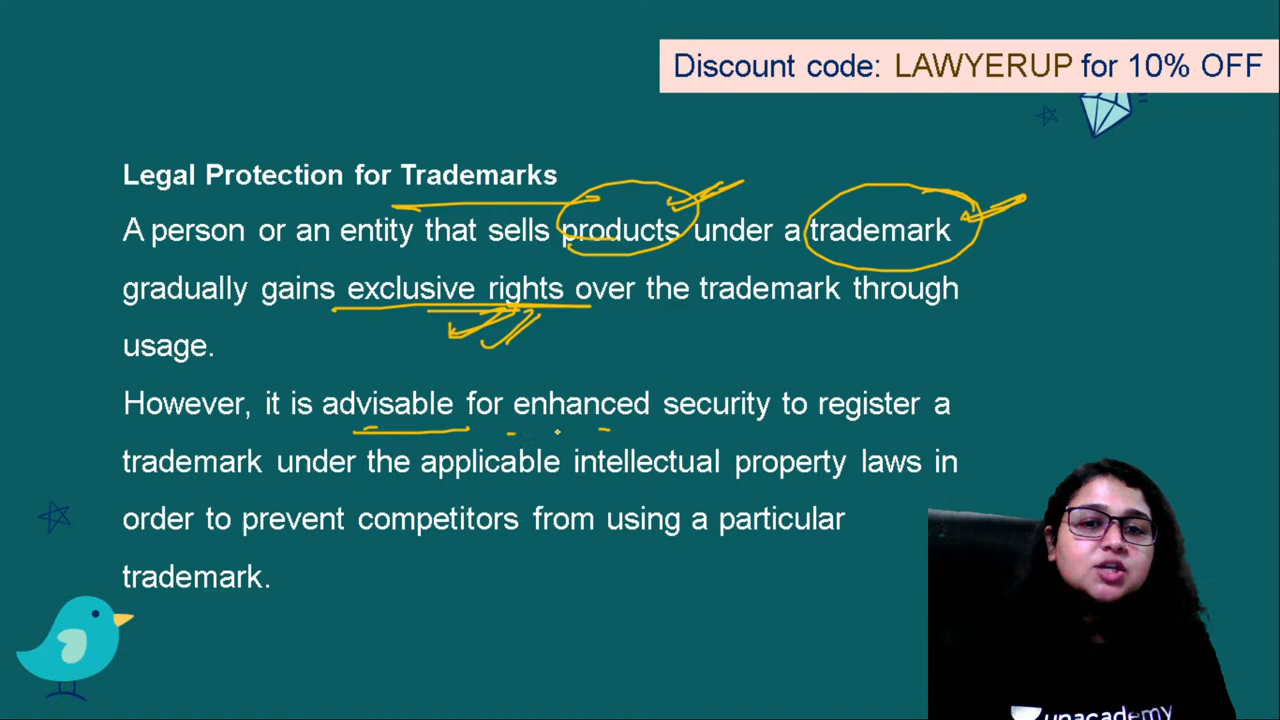 Discount code: LAWYERUP for 10% OFF
Legal Protection for Trademarks
A person or an entity that sells products under a trademark
gradually gains exclusive rights over the trademark through
usage.
However, it is advisable for enhanced security to register a
trademark under the applicable intellectual property laws in
order to prevent competitors from using a particular
trademark.
unacademy